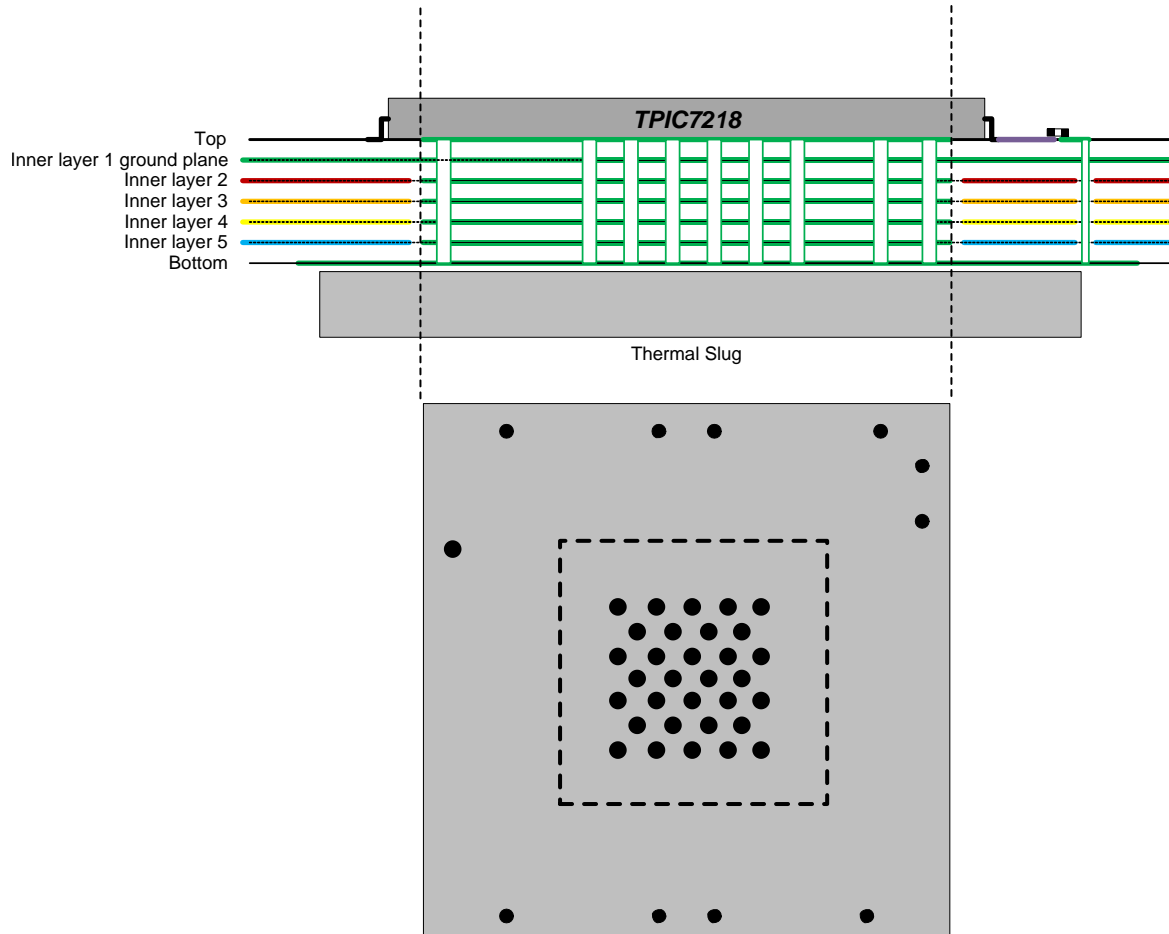 TPIC7218
Top
Inner layer 1 ground plane
Inner layer 2
Inner layer 3
Inner layer 4
Inner layer 5
Bottom
Thermal Slug